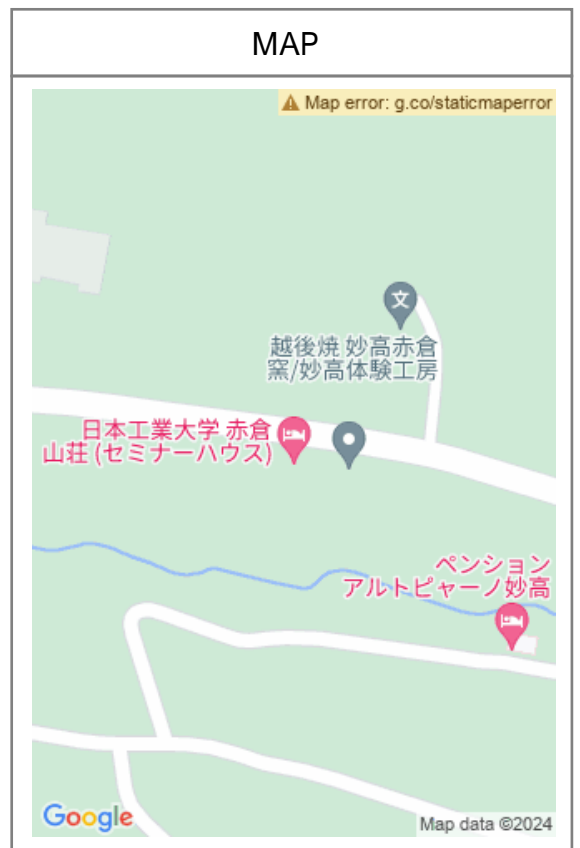 MAP
Map error: g.co/staticmaperror
文
越後焼 妙高赤倉
窯/妙高体験工房
日本工業大学 赤倉
山荘 (セミナーハウス)
ペンション
アルトピャーノ妙高
Google
Map data ©2024